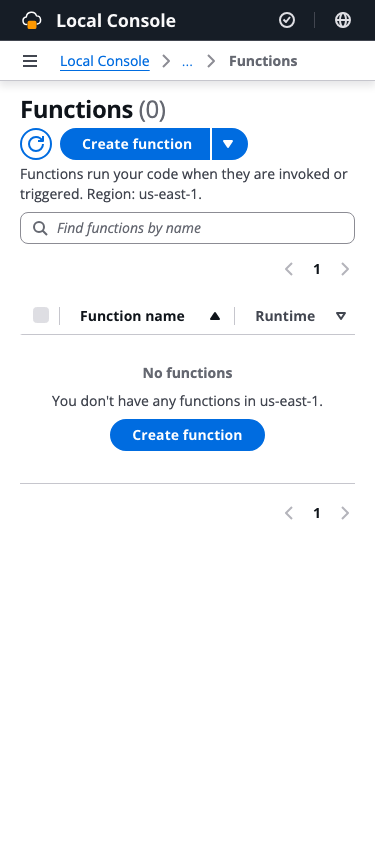 Local Console
Local Console ... Functions
Functions (0)
Create function
Functions run your code when they are invoked or
triggered. Region: us-east-1.
Find functions by name
1
Function name Runtime
No functions
You don't have any functions in us-east-1.
Create function
1